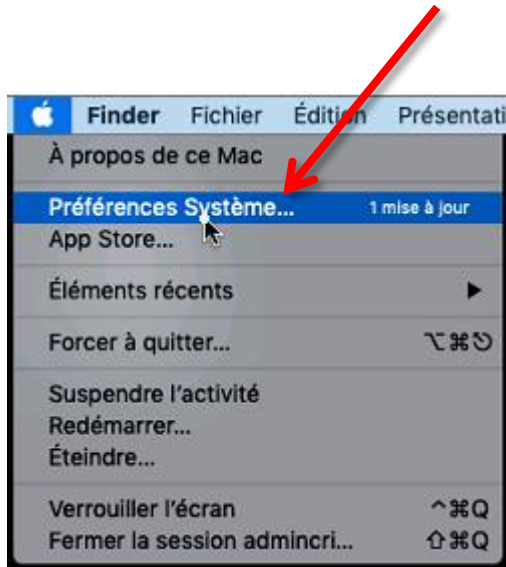 Finder Fichier Édition Présentati
À propos de ce Mac
Préférences Système... 1 mise à jour
App Store...
Éléments récents
Forcer à quitter... ⌥⌘⎋
Suspendre l'activité
Redémarrer...
Éteindre...
Verrouiller l'écran ^⌘Q
Fermer la session admincri... ⇧⌘Q